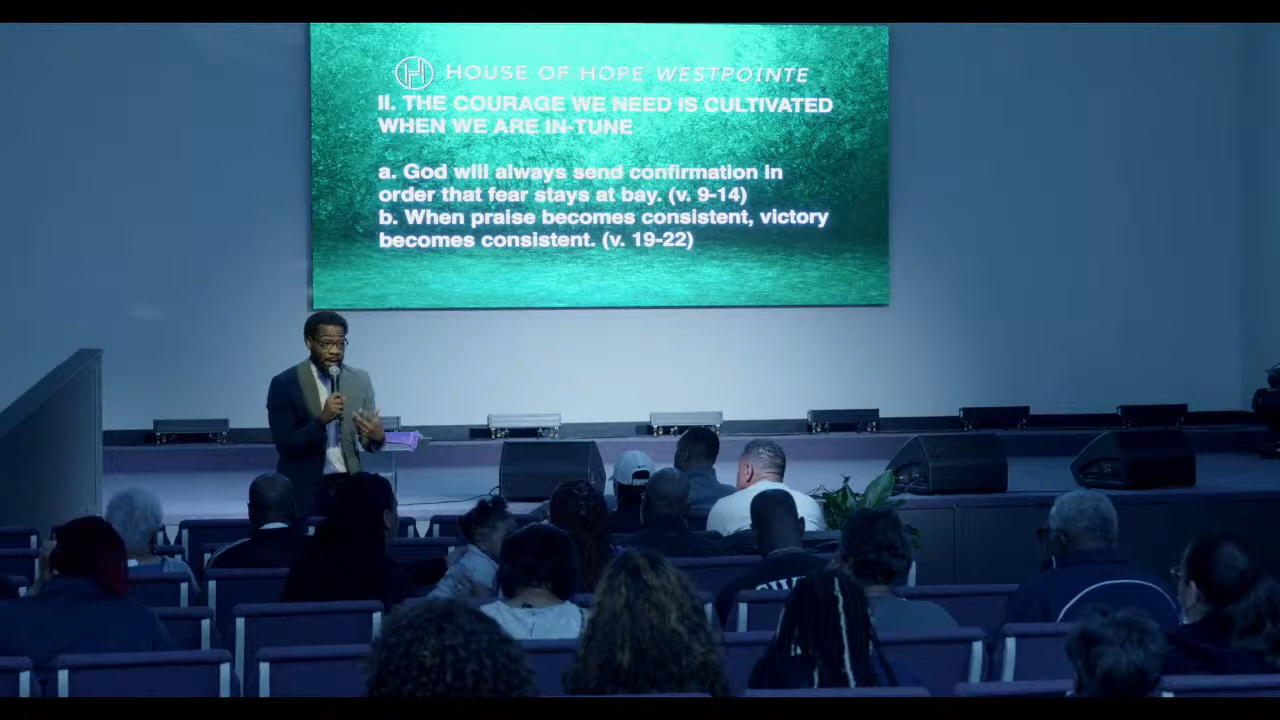 HOUSE OF HOPE WESTPOINTE
II. THE COURAGE WE NEED IS CULTIVATED
WHEN WE ARE IN-TUNE
a. God will always send confirmation in
order that fear stays at bay. (v. 9-14)
b. When praise becomes consistent, victory
becomes consistent. (v. 19-22)